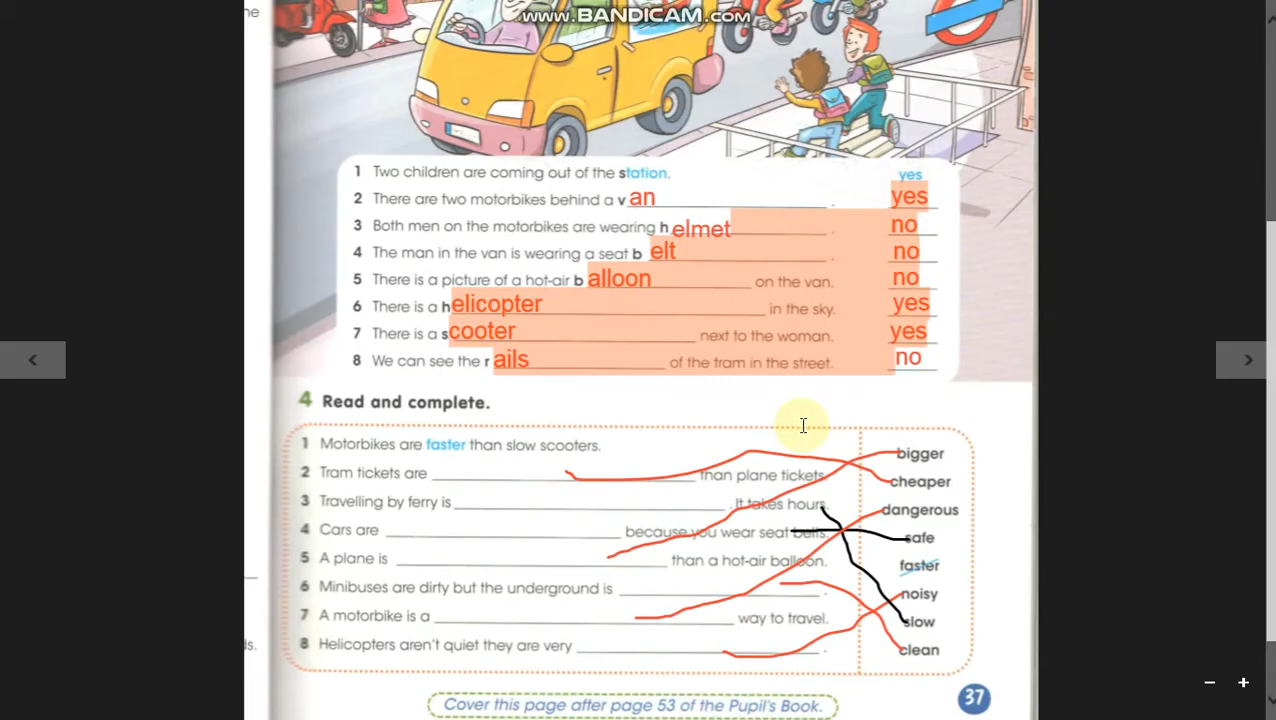 www.BANDICAM.com
ne
1 Two children are coming out of the station. yes
2 There are two motorbikes behind a van . yes
3 Both men on the motorbikes are wearing helmet . no
4 The man in the van is wearing a seat belt . no
5 There is a picture of a hot-air balloon on the van. no
6 There is a helicopter in the sky. yes
7 There is a scooter next to the woman. yes
8 We can see the rails of the tram in the street. no
4 Read and complete.
1 Motorbikes are faster than slow scooters.
2 Tram tickets are than plane tickets.
3 Travelling by ferry is . It takes hours.
4 Cars are because you wear seat belts.
5 A plane is than a hot-air balloon.
6 Minibuses are dirty but the underground is .
7 A motorbike is a way to travel.
8 Helicopters aren't quiet they are very .
bigger
cheaper
dangerous
safe
faster
noisy
slow
clean
ds.
37
Cover this page after page 53 of the Pupil's Book.